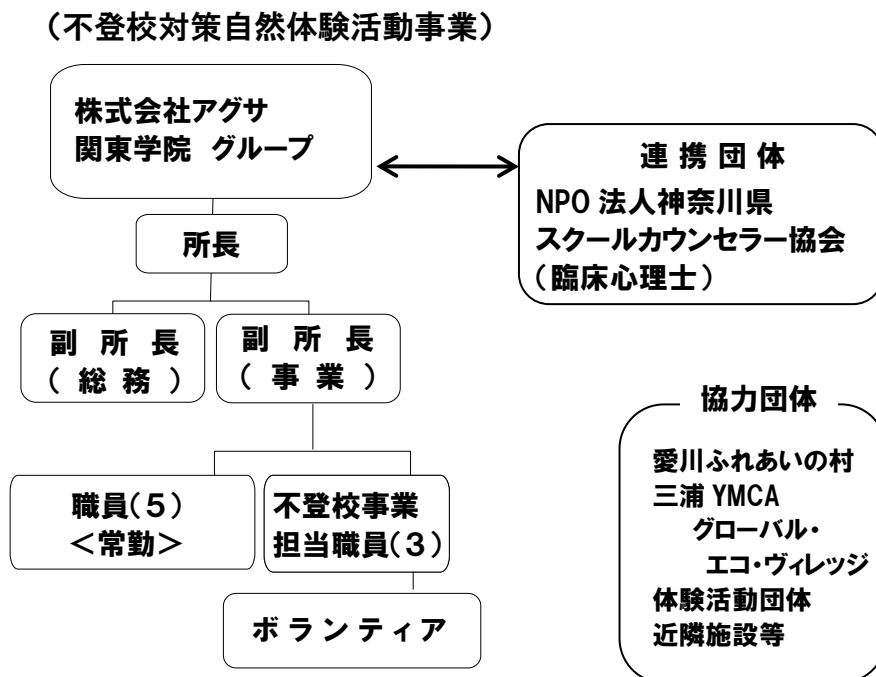 （不登校対策自然体験活動事業）
株式会社アグサ
関東学院 グループ
連 携 団 体
NPO 法人神奈川県
スクールカウンセラー協会
（臨床心理士）
所長
副 所 長
（ 総 務 ）
副 所 長
（ 事 業 ）
職員（５）
＜常勤＞
不登校事業
担当職員（３）
ボ ラ ン テ ィ ア
協力団体
愛川ふれあいの村
三浦 YMCA
グローバル・
エコ・ヴィレッジ
体験活動団体
近隣施設等